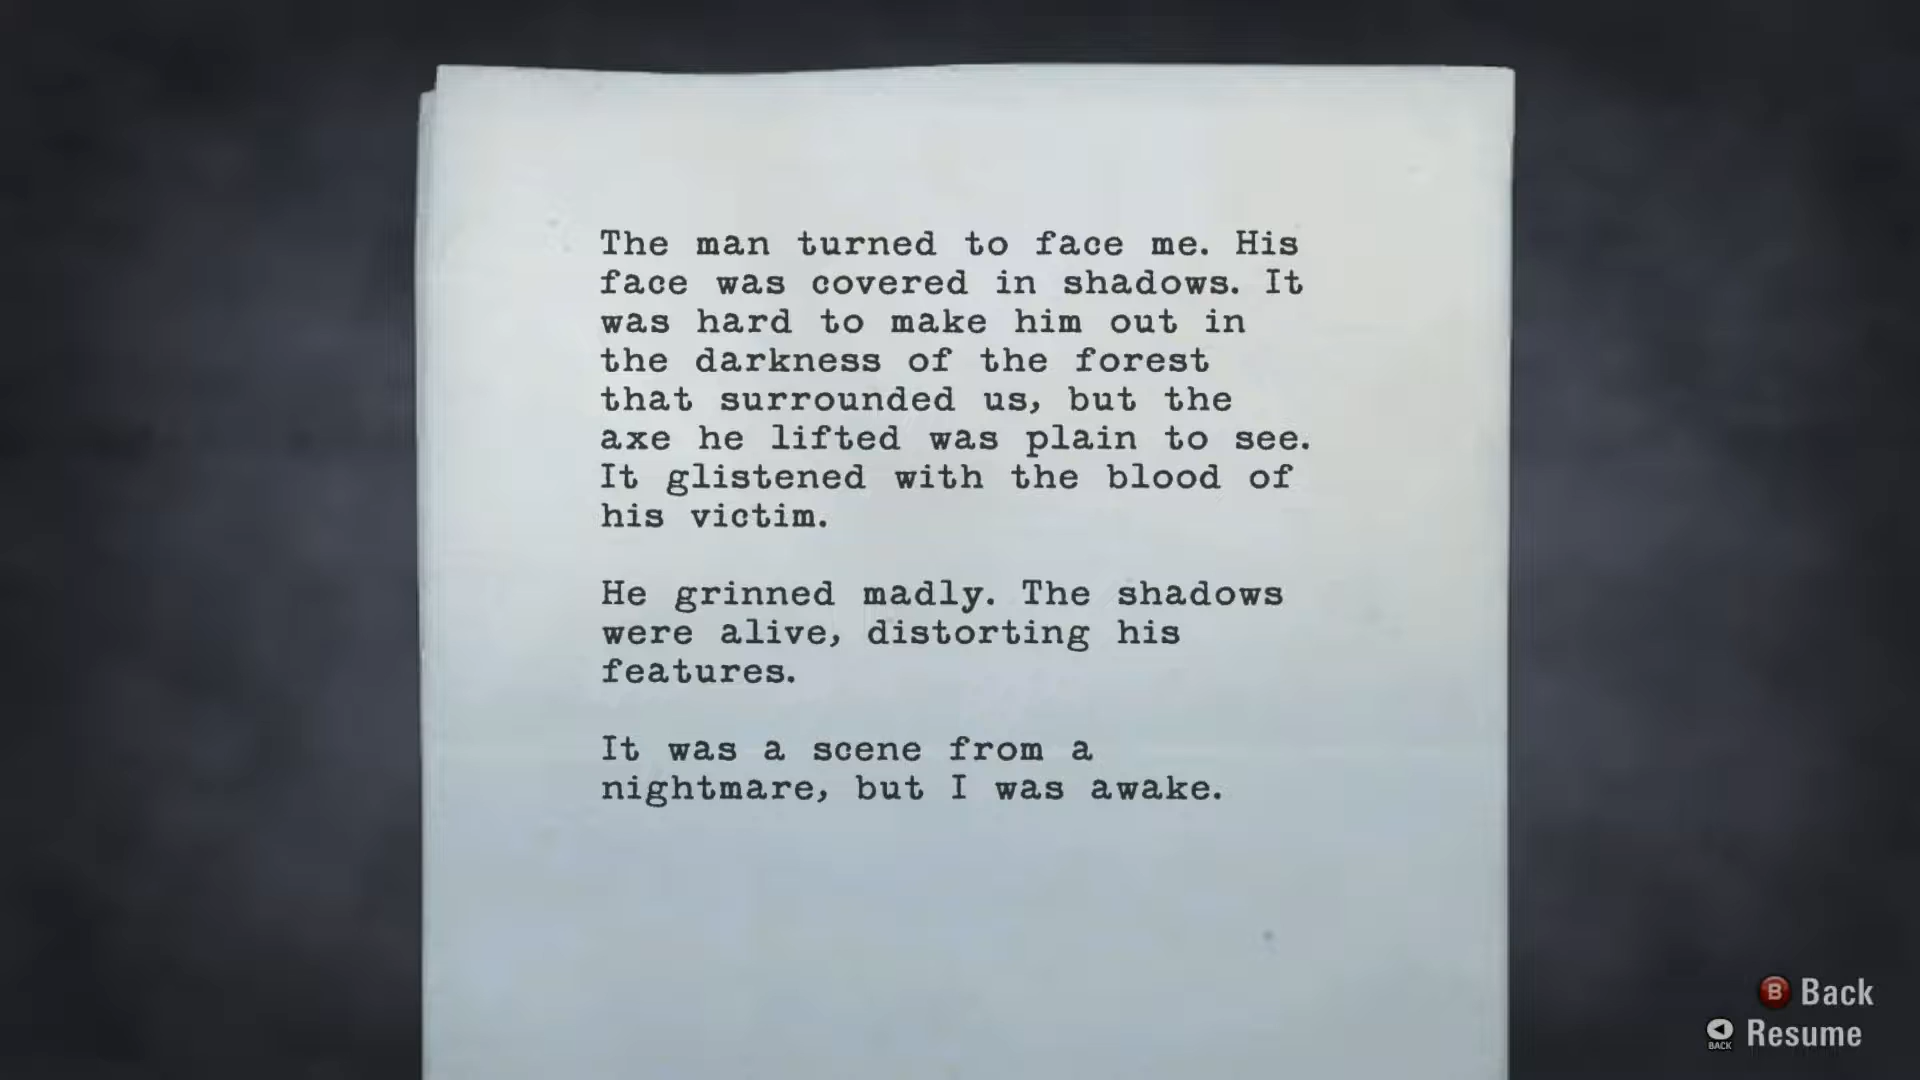 The man turned to face me. His
face was covered in shadows. It
was hard to make him out in
the darkness of the forest
that surrounded us, but the
axe he lifted was plain to see.
It glistened with the blood of
his victim.
He grinned madly. The shadows
were alive, distorting his
features.
It was a scene from a
nightmare, but I was awake.
B Back
BACK Resume